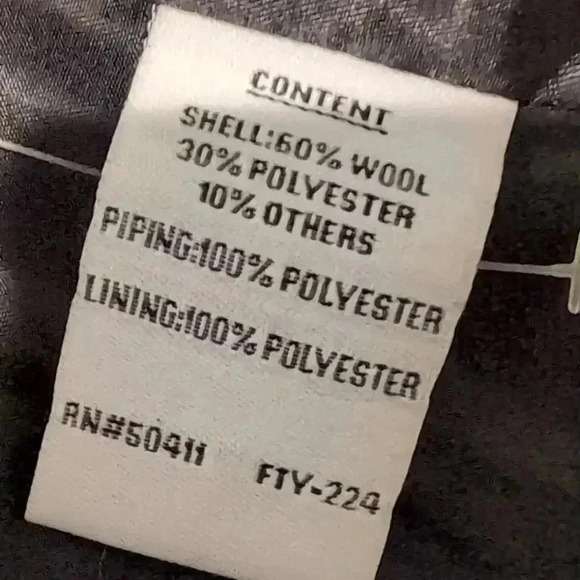 CONTENT
SHELL:60% WOOL
30% POLYESTER
10% OTHERS
PIPING:100% POLYESTER
LINING:100% POLYESTER
RN#50411 FTY-224